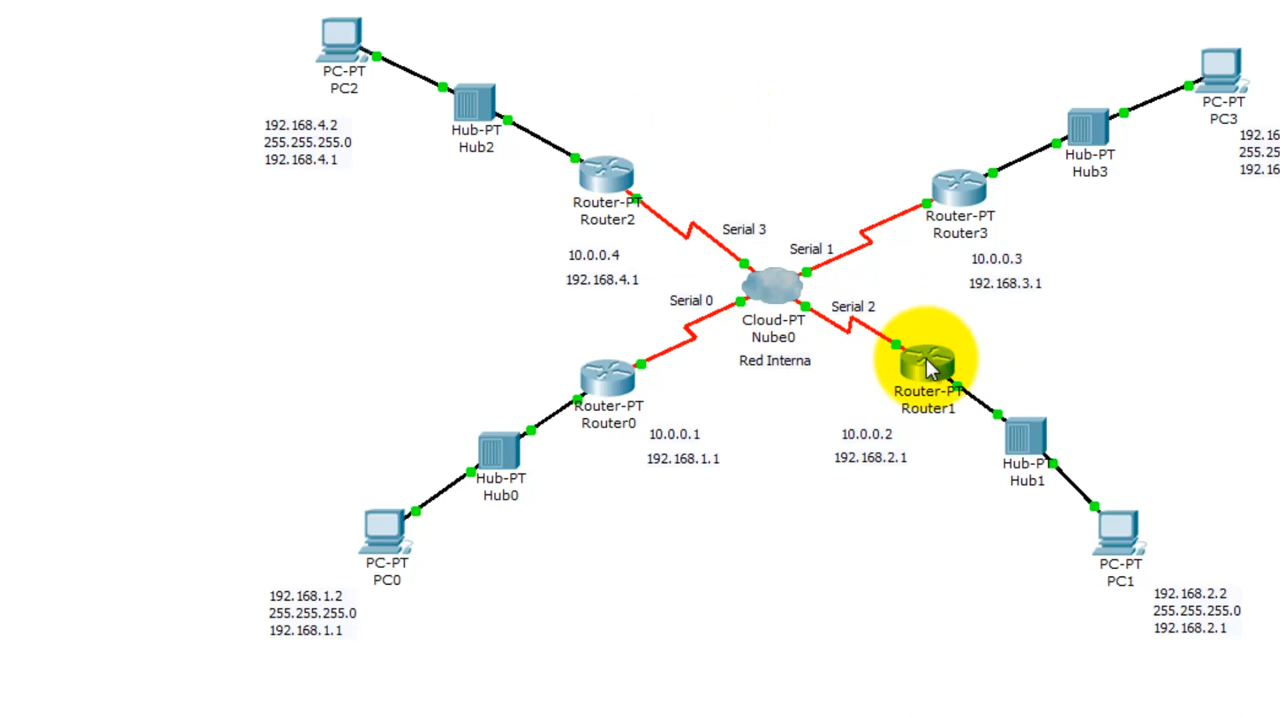 PC-PT
PC2
192.168.4.2
255.255.255.0
192.168.4.1
Hub-PT
Hub2
Router-PT
Router2
10.0.0.4
192.168.4.1
Serial 3
PC-PT
PC3
192.16
255.25
192.16
Hub-PT
Hub3
Router-PT
Router3
10.0.0.3
192.168.3.1
Serial 1
Serial 0
Serial 2
Cloud-PT
Nube0
Red Interna
Router-PT
Router0
10.0.0.1
192.168.1.1
Router-PT
Router1
10.0.0.2
192.168.2.1
Hub-PT
Hub0
Hub-PT
Hub1
PC-PT
PC0
192.168.1.2
255.255.255.0
192.168.1.1
PC-PT
PC1
192.168.2.2
255.255.255.0
192.168.2.1